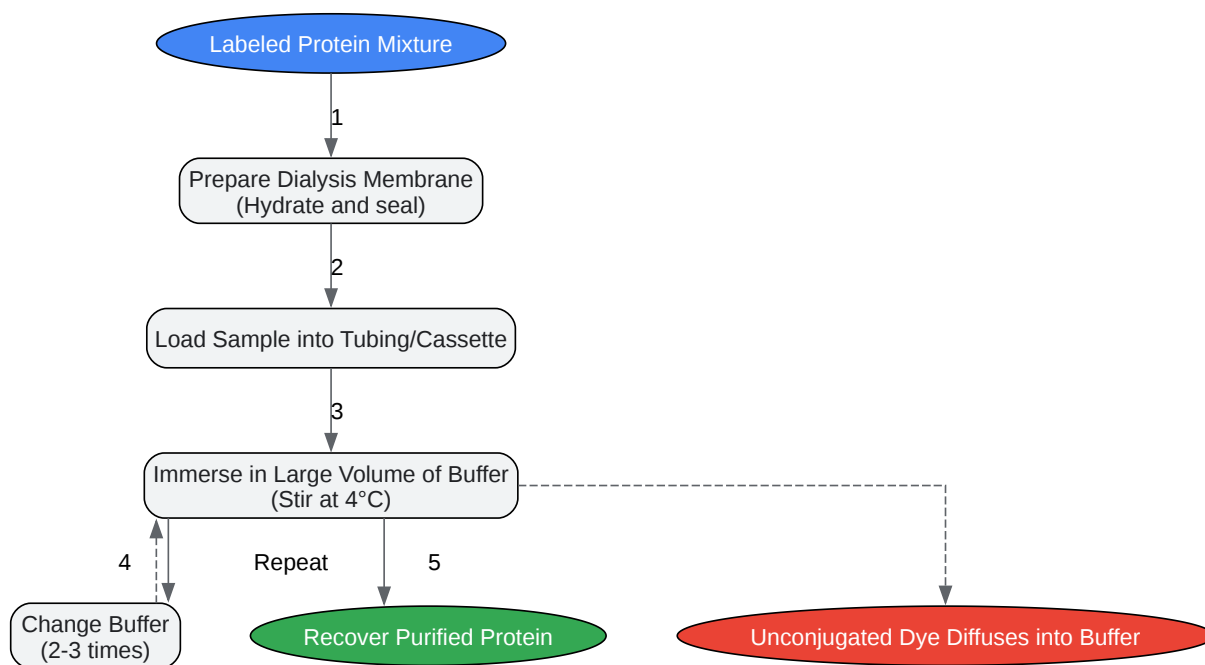 Labeled Protein Mixture
1
Prepare Dialysis Membrane
(Hydrate and seal)
2
Load Sample into Tubing/Cassette
3
Immerse in Large Volume of Buffer
(Stir at 4°C)
4
Repeat
5
Change Buffer
(2-3 times)
Recover Purified Protein
Unconjugated Dye Diffuses into Buffer